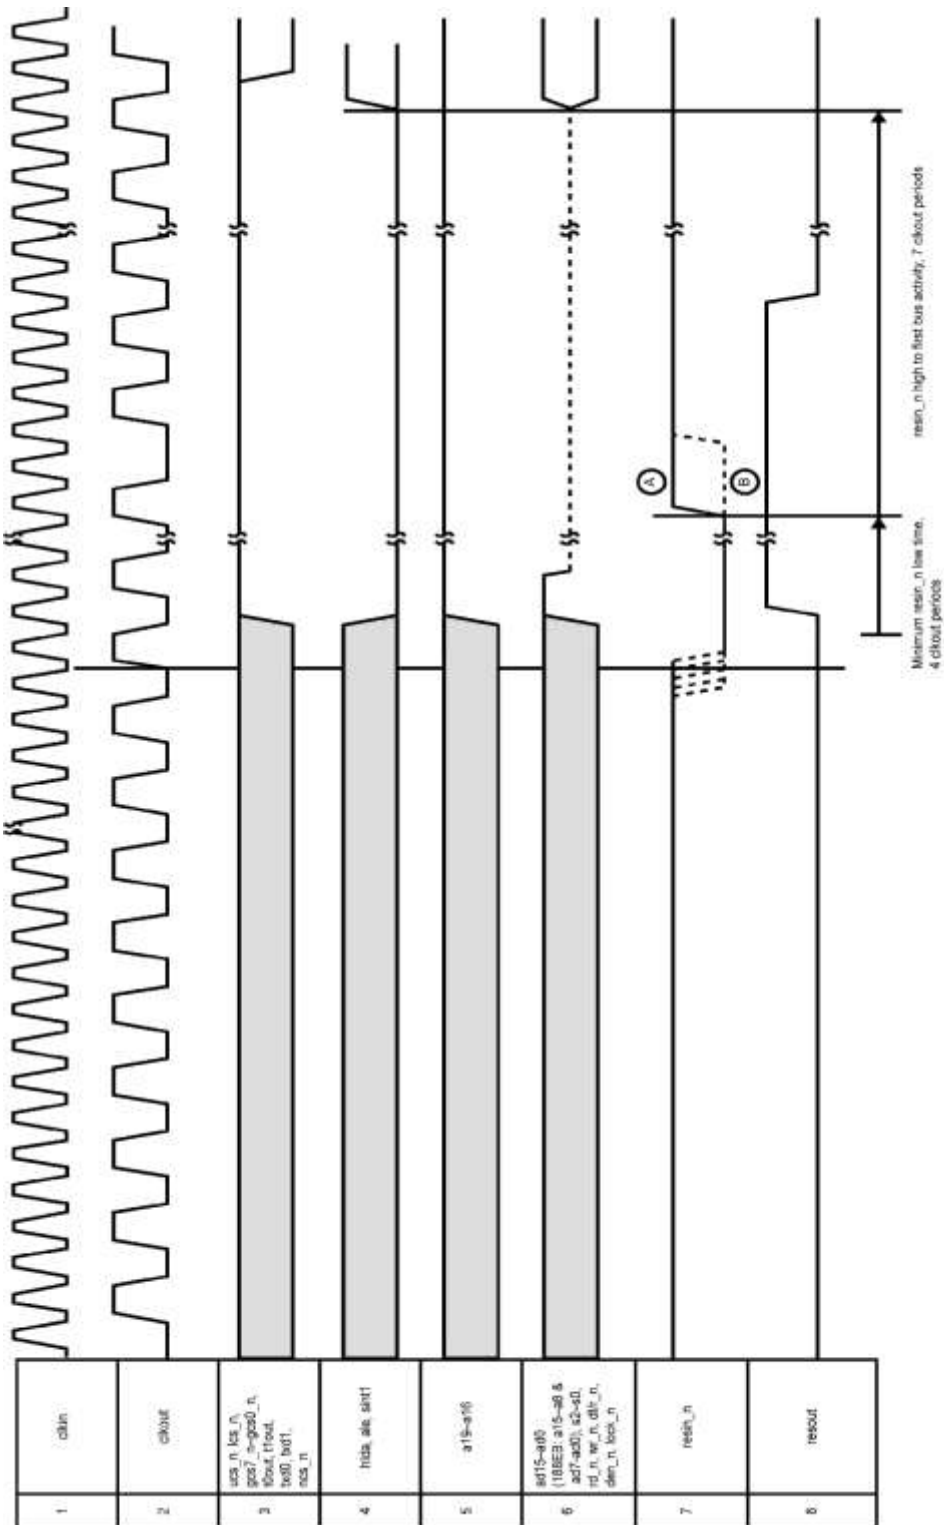 1
clkin
2
clkout
3
ucs_n, lcs_n,
gcs7_n–gcs0_n,
t0out, t1out,
txd0, txd1,
ncs_n
4
hlda, ale, sint1
5
a19–a16
6
ad15–ad0
(188EB: a15–a8 &
ad7–ad0), s2–s0,
rd_n, wr_n, dt/r_n,
den_n, lock_n
7
resin_n
8
resout
A
B
Minimum resin_n low time,
4 clkout periods
resin_n high to first bus activity, 7 clkout periods